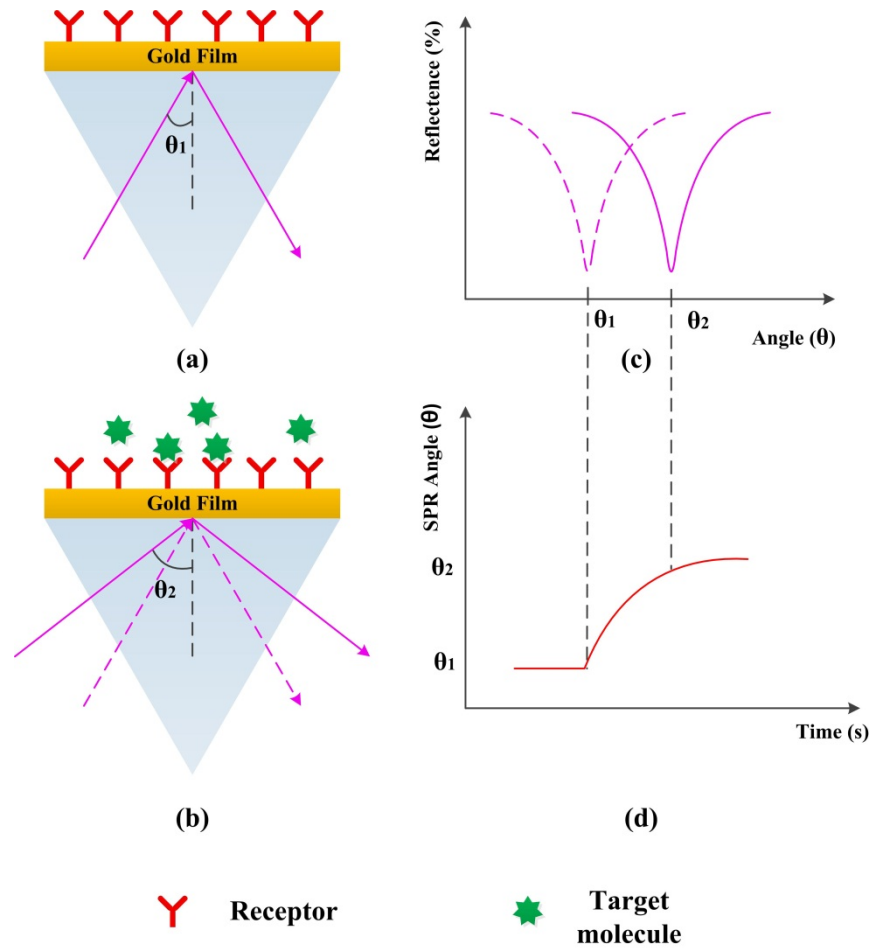 Gold Film
θ1
(a)
Reflectence (%)
θ1
θ2
Angle (θ)
(c)
Gold Film
θ2
(b)
SPR Angle (θ)
θ2
θ1
Time (s)
(d)
Receptor
Target
molecule